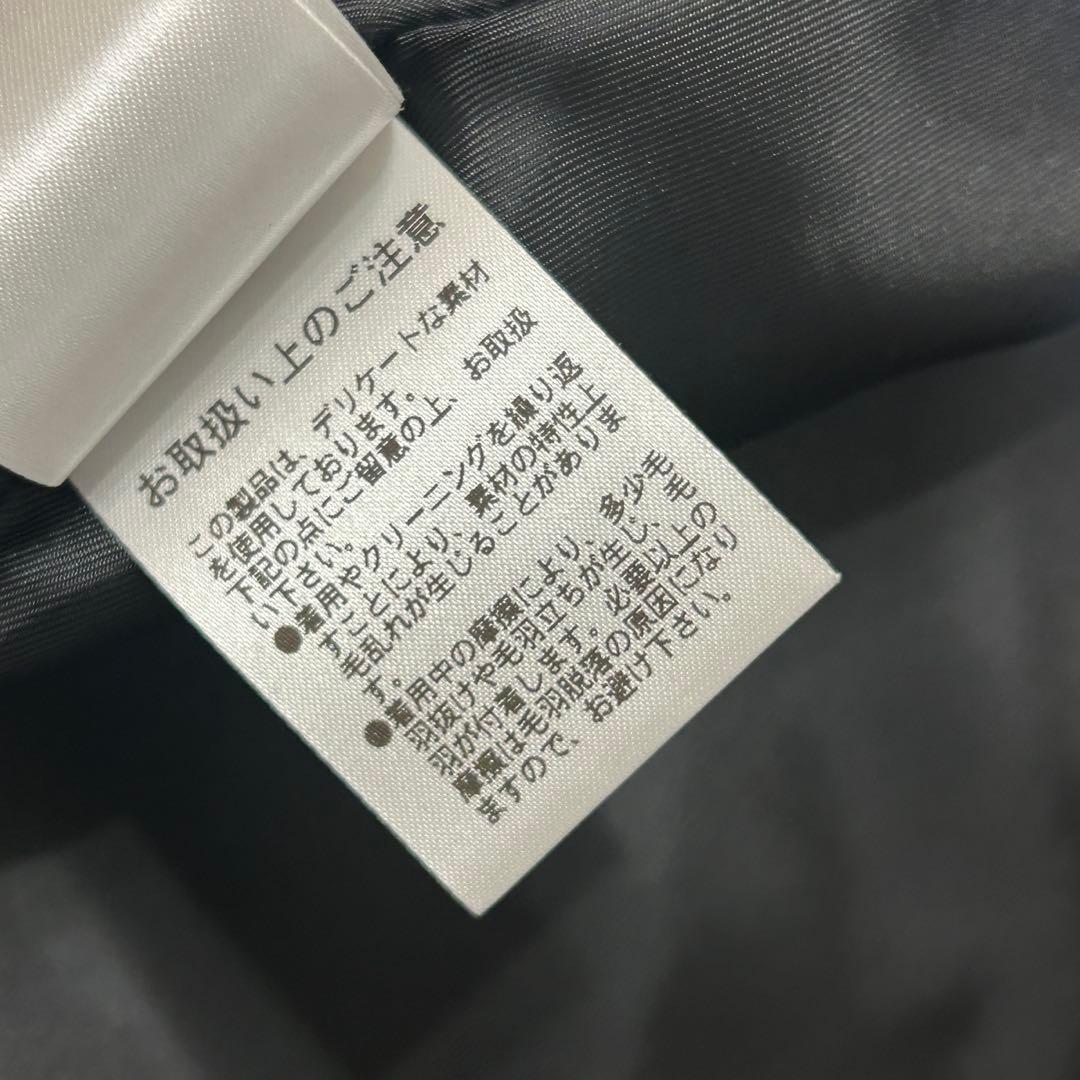 お取扱い上のご注意
この製品は、デリケートな素材
を使用しております。
下記の点にご留意の上、お取扱
い下さい。
●着用やクリーニングを繰り返
すことにより、素材の特性上
毛乱れが生じることがありま
す。
●着用中の摩擦により、多少毛
羽抜けや毛羽立ちが生じ、毛
羽が付着します。必要以上の
摩擦は毛羽脱落の原因になり
ますので、お避け下さい。